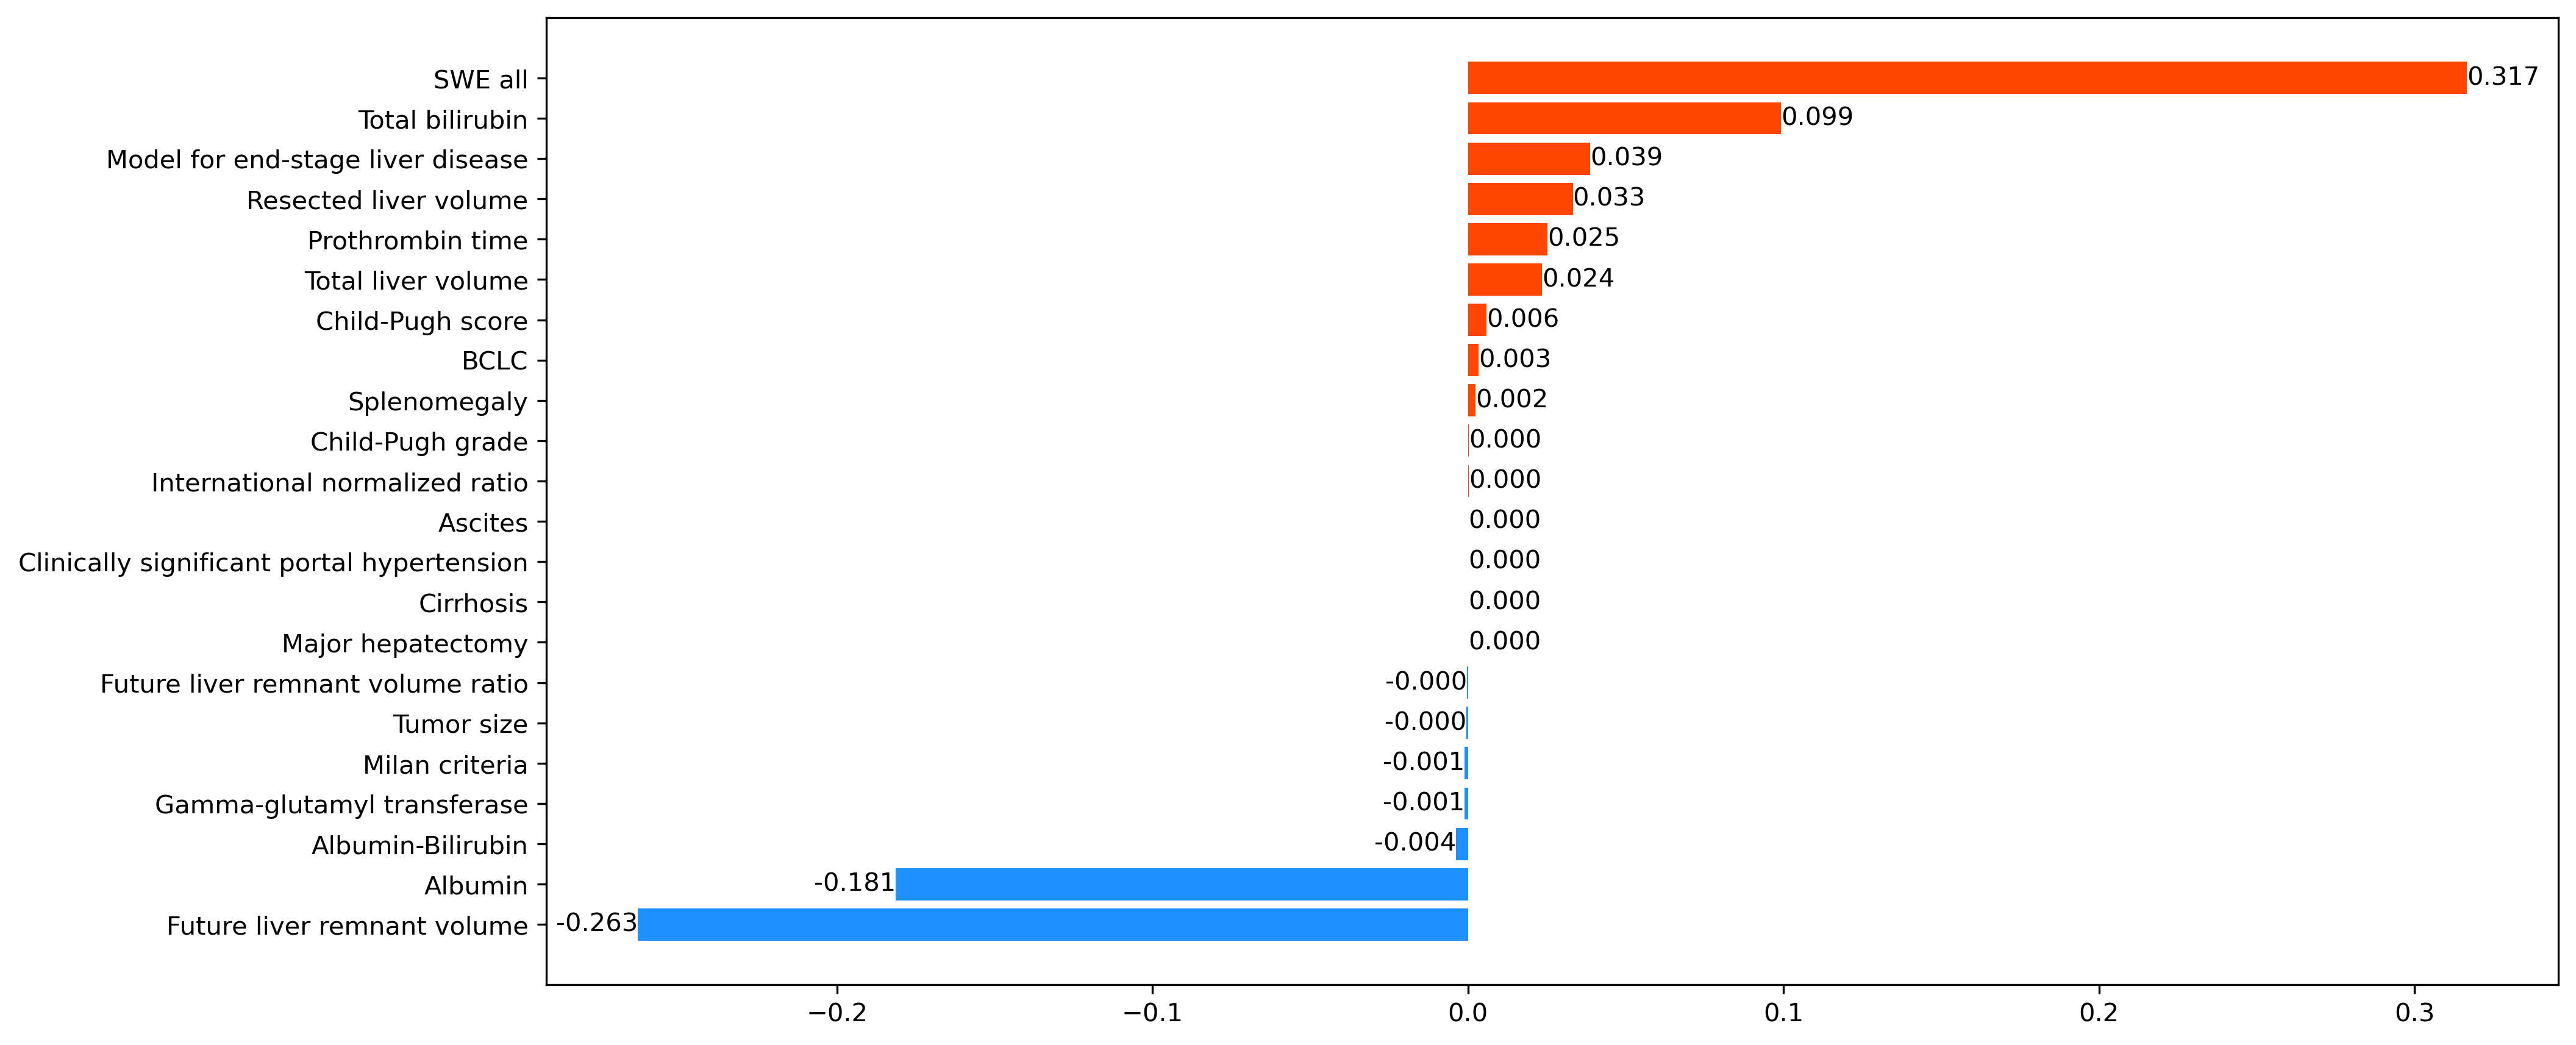 SWE all 0.317
Total bilirubin 0.099
Model for end-stage liver disease 0.039
Resected liver volume 0.033
Prothrombin time 0.025
Total liver volume 0.024
Child-Pugh score 0.006
BCLC 0.003
Splenomegaly 0.002
Child-Pugh grade 0.000
International normalized ratio 0.000
Ascites 0.000
Clinically significant portal hypertension 0.000
Cirrhosis 0.000
Major hepatectomy 0.000
Future liver remnant volume ratio -0.000
Tumor size -0.000
Milan criteria -0.001
Gamma-glutamyl transferase -0.001
Albumin-Bilirubin -0.004
Albumin -0.181
Future liver remnant volume -0.263
−0.2 −0.1 0.0 0.1 0.2 0.3